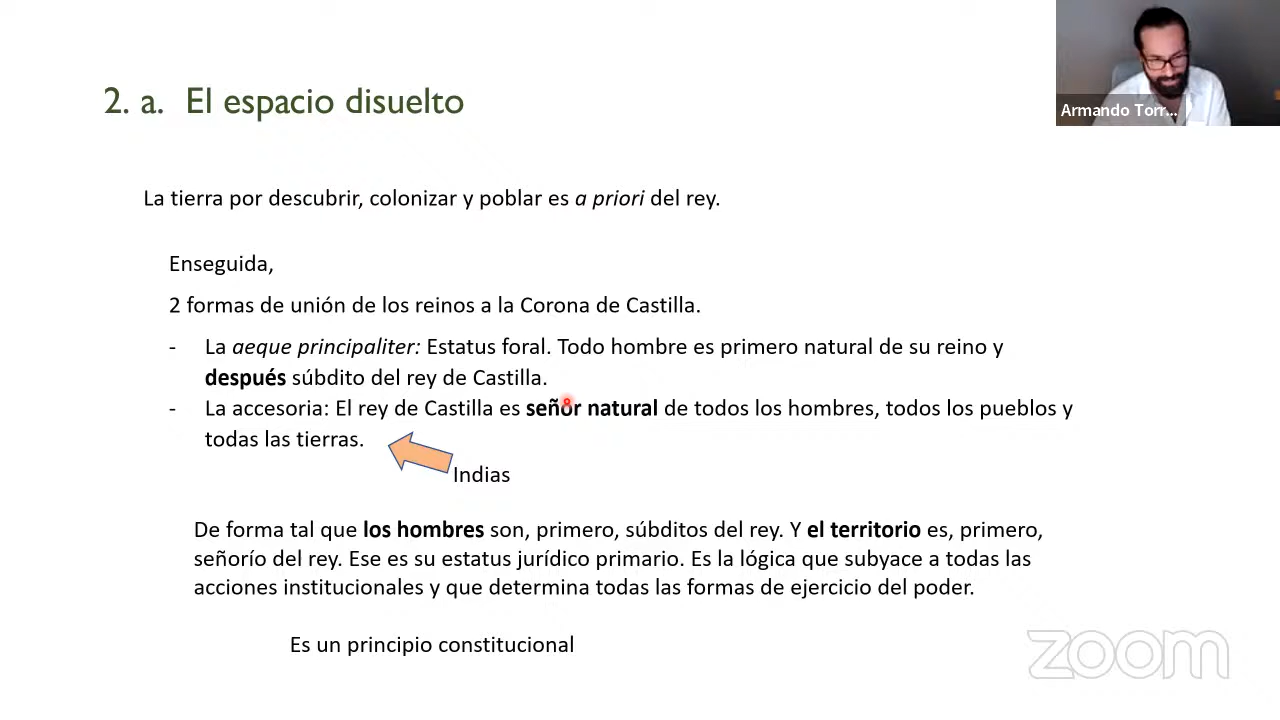 2. a. El espacio disuelto
Armando Torr...
La tierra por descubrir, colonizar y poblar es a priori del rey.
Enseguida,
2 formas de unión de los reinos a la Corona de Castilla.
- La aeque principaliter: Estatus foral. Todo hombre es primero natural de su reino y
después súbdito del rey de Castilla.
- La accesoria: El rey de Castilla es señor natural de todos los hombres, todos los pueblos y
todas las tierras.
Indias
De forma tal que los hombres son, primero, súbditos del rey. Y el territorio es, primero,
señorío del rey. Ese es su estatus jurídico primario. Es la lógica que subyace a todas las
acciones institucionales y que determina todas las formas de ejercicio del poder.
Es un principio constitucional
zoom